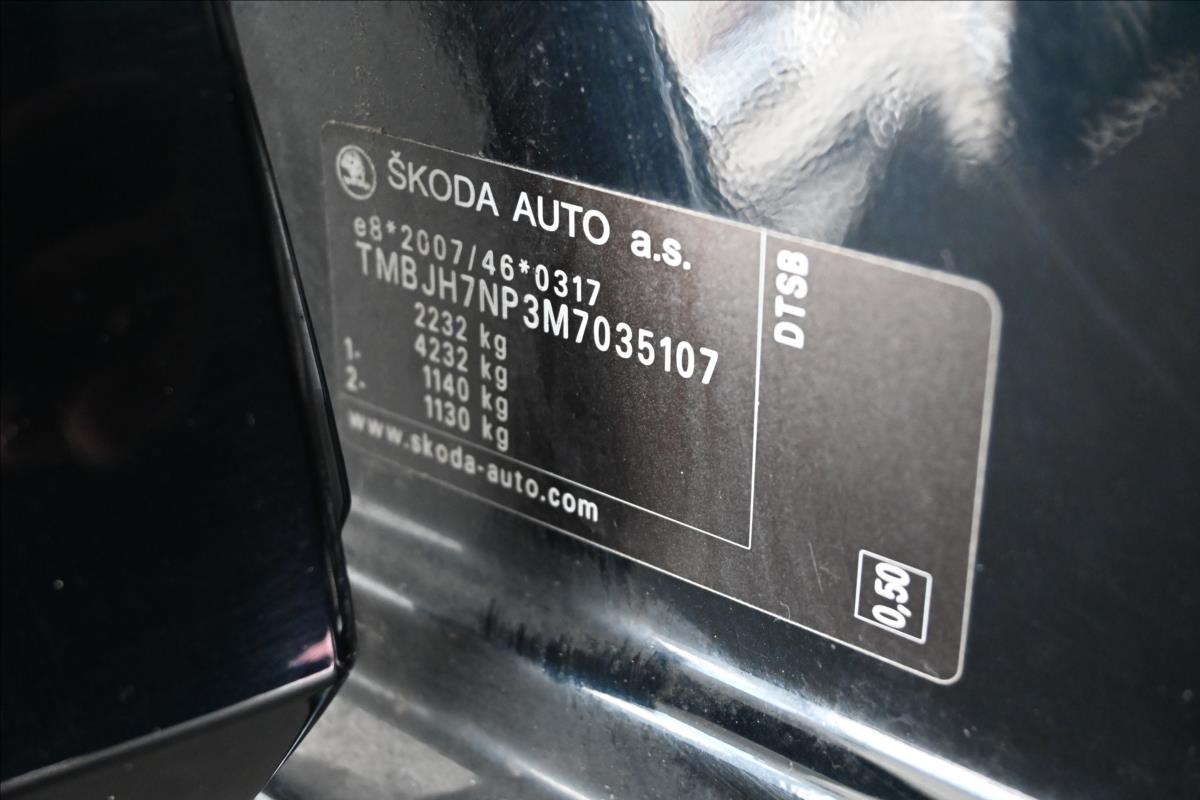 ŠKODA AUTO a.s.
e8*2007/46*0317
TMBJH7NP3M7035107
2232 kg
4232 kg
1- 1140 kg
2- 1130 kg
www.skoda-auto.com
DTSB
0,50